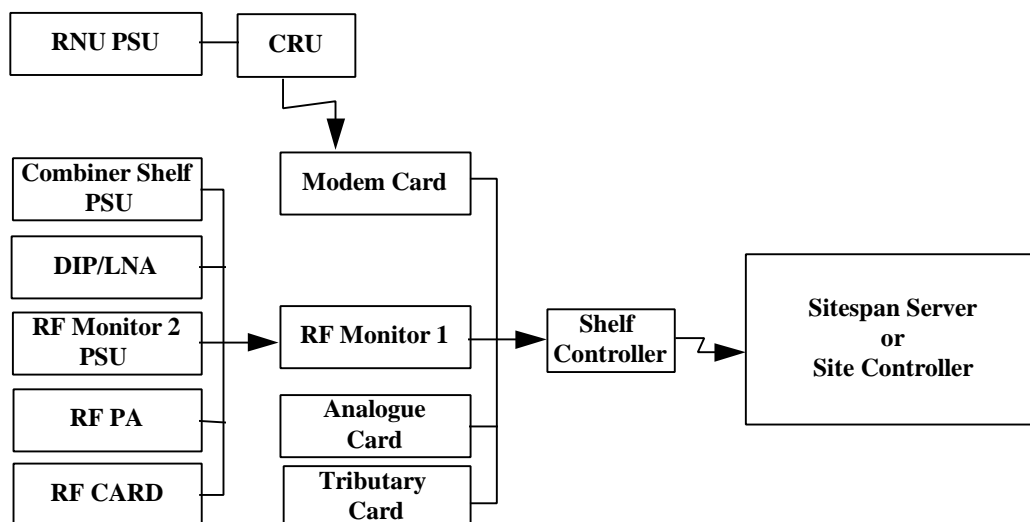 RNU PSU
CRU
Combiner Shelf
PSU
Modem Card
DIP/LNA
RF Monitor 2
PSU
RF Monitor 1
Shelf
Controller
Sitespan Server
or
Site Controller
RF PA
Analogue
Card
RF CARD
Tributary
Card